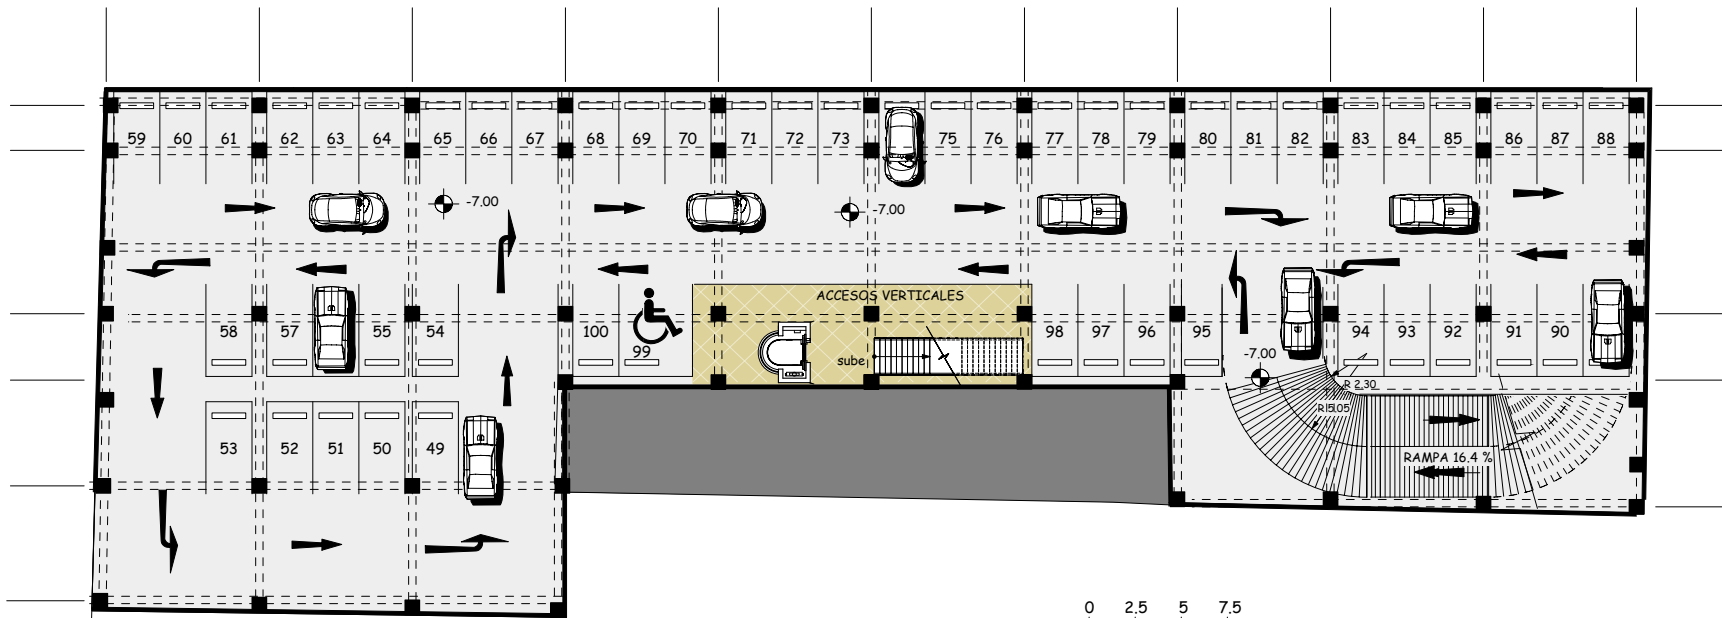 59 60 61 62 63 64 65 66 67 68 69 70 71 72 73 75 76 77 78 79 80 81 82 83 84 85 86 87 88
-7.00
-7.00
ACCESOS VERTICALES
58 57 55 54 100 99 98 97 96 95 94 93 92 91 90
sube
-7.00
R 2.30
R 5.05
53 52 51 50 49
RAMPA 16.4 %
0 2.5 5 7.5